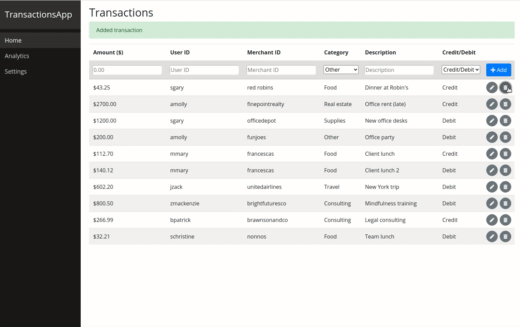 TransactionsApp
Home
Analytics
Settings
Transactions
Added transaction
Amount ($) User ID Merchant ID Category Description Credit/Debit
0.00 User ID Merchant ID Other Description Credit/Debit + Add
$43.25 sgary red robins Food Dinner at Robin's Credit
$2700.00 amolly finepointrealty Real estate Office rent (late) Credit
$1200.00 sgary officedepot Supplies New office desks Debit
$200.00 amolly funjoes Other Office party Debit
$112.70 mmary francescas Food Client lunch Credit
$140.12 mmary francescas Food Client lunch 2 Debit
$602.20 jzack unitedairlines Travel New York trip Debit
$800.50 zmackenzie brightfuturesco Consulting Mindfulness training Debit
$266.99 bpatrick brawnsonandco Consulting Legal consulting Credit
$32.21 schristine nonnos Food Team lunch Debit